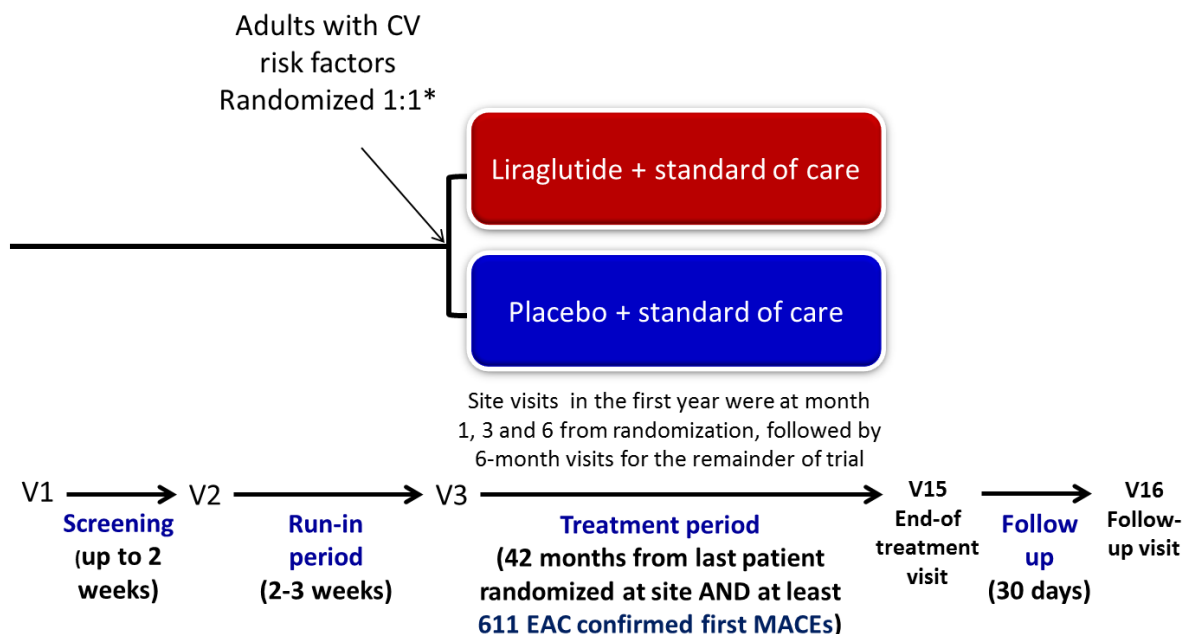 Adults with CV
risk factors
Randomized 1:1*
Liraglutide + standard of care
Placebo + standard of care
Site visits in the first year were at month
1, 3 and 6 from randomization, followed by
6-month visits for the remainder of trial
V1
Screening
(up to 2
weeks)
V2
Run-in
period
(2-3 weeks)
V3
Treatment period
(42 months from last patient
randomized at site AND at least
611 EAC confirmed first MACEs)
V15
End-of
treatment
visit
Follow
up
(30 days)
V16
Follow-
up visit